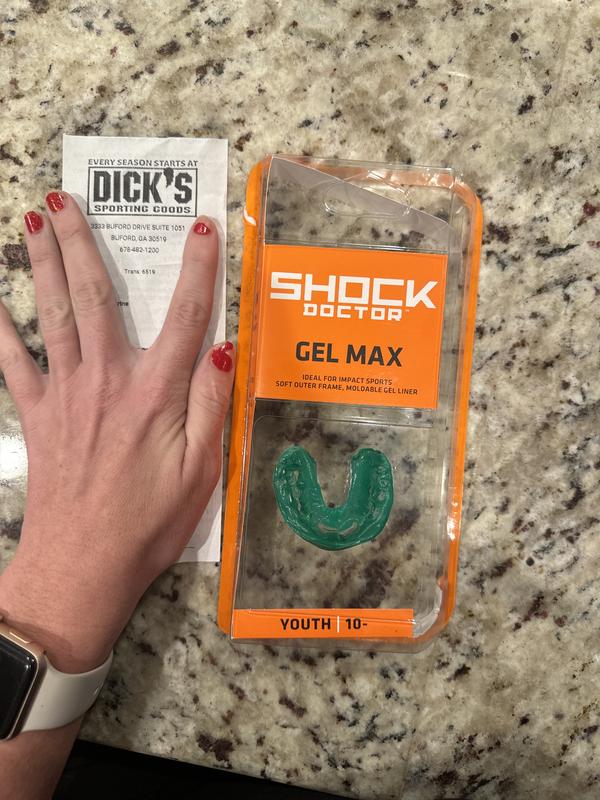 EVERY SEASON STARTS AT
DICK'S
SPORTING GOODS.
3333 BUFORD DRIVE SUITE 1051
BUFORD, GA 30519
678-482-1200
Trans: 6519
SHOCK
DOCTOR™
GEL MAX
IDEAL FOR IMPACT SPORTS
SOFT OUTER FRAME, MOLDABLE GEL LINER
YOUTH | 10-